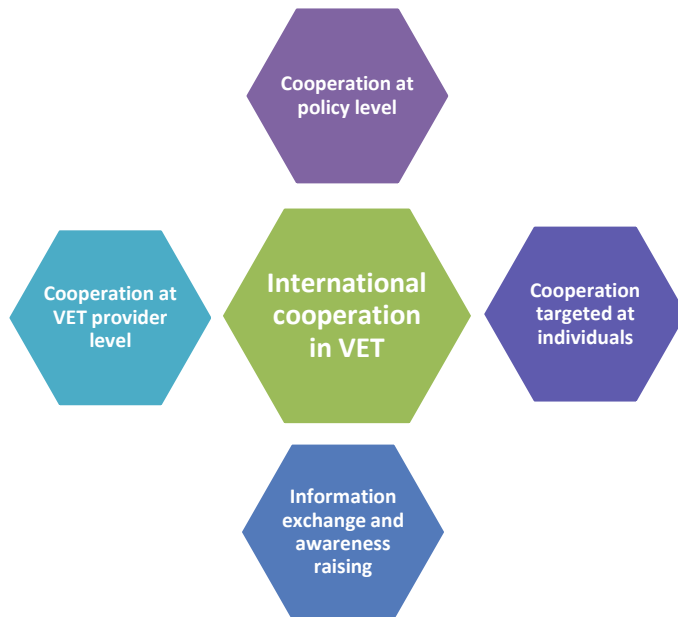 Cooperation at
policy level
Cooperation at
VET provider
level
International
cooperation
in VET
Cooperation
targeted at
individuals
Information
exchange and
awareness
raising